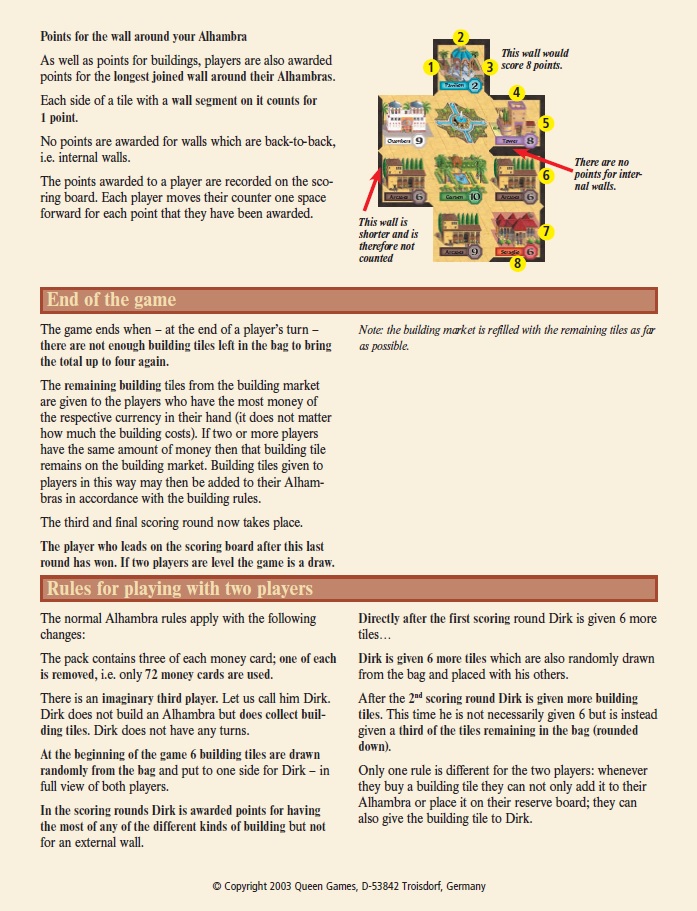 Points for the wall around your Alhambra
As well as points for buildings, players are also awarded
points for the longest joined wall around their Alhambras.
Each side of a tile with a wall segment on it counts for
1 point.
No points are awarded for walls which are back-to-back,
i.e. internal walls.
The points awarded to a player are recorded on the sco-
ring board. Each player moves their counter one space
forward for each point that they have been awarded.
2
1
3
This wall would
score 8 points.
Pavillon 2
4
5
Chambers 9
Tower 8
There are no
points for inter-
nal walls.
6
Arcades 6
Garden 10
Arcades 6
This wall is
shorter and is
therefore not
counted
7
Arcades 9
Seraglio 6
8
End of the game
The game ends when – at the end of a player's turn –
there are not enough building tiles left in the bag to bring
the total up to four again.
The remaining building tiles from the building market
are given to the players who have the most money of
the respective currency in their hand (it does not matter
how much the building costs). If two or more players
have the same amount of money then that building tile
remains on the building market. Building tiles given to
players in this way may then be added to their Alham-
bras in accordance with the building rules.
The third and final scoring round now takes place.
The player who leads on the scoring board after this last
round has won. If two players are level the game is a draw.
Note: the building market is refilled with the remaining tiles as far
as possible.
Rules for playing with two players
The normal Alhambra rules apply with the following
changes:
The pack contains three of each money card; one of each
is removed, i.e. only 72 money cards are used.
There is an imaginary third player. Let us call him Dirk.
Dirk does not build an Alhambra but does collect buil-
ding tiles. Dirk does not have any turns.
At the beginning of the game 6 building tiles are drawn
randomly from the bag and put to one side for Dirk – in
full view of both players.
In the scoring rounds Dirk is awarded points for having
the most of any of the different kinds of building but not
for an external wall.
Directly after the first scoring round Dirk is given 6 more
tiles…
Dirk is given 6 more tiles which are also randomly drawn
from the bag and placed with his others.
After the 2nd scoring round Dirk is given more building
tiles. This time he is not necessarily given 6 but is instead
given a third of the tiles remaining in the bag (rounded
down).
Only one rule is different for the two players: whenever
they buy a building tile they can not only add it to their
Alhambra or place it on their reserve board; they can
also give the building tile to Dirk.
© Copyright 2003 Queen Games, D-53842 Troisdorf, Germany